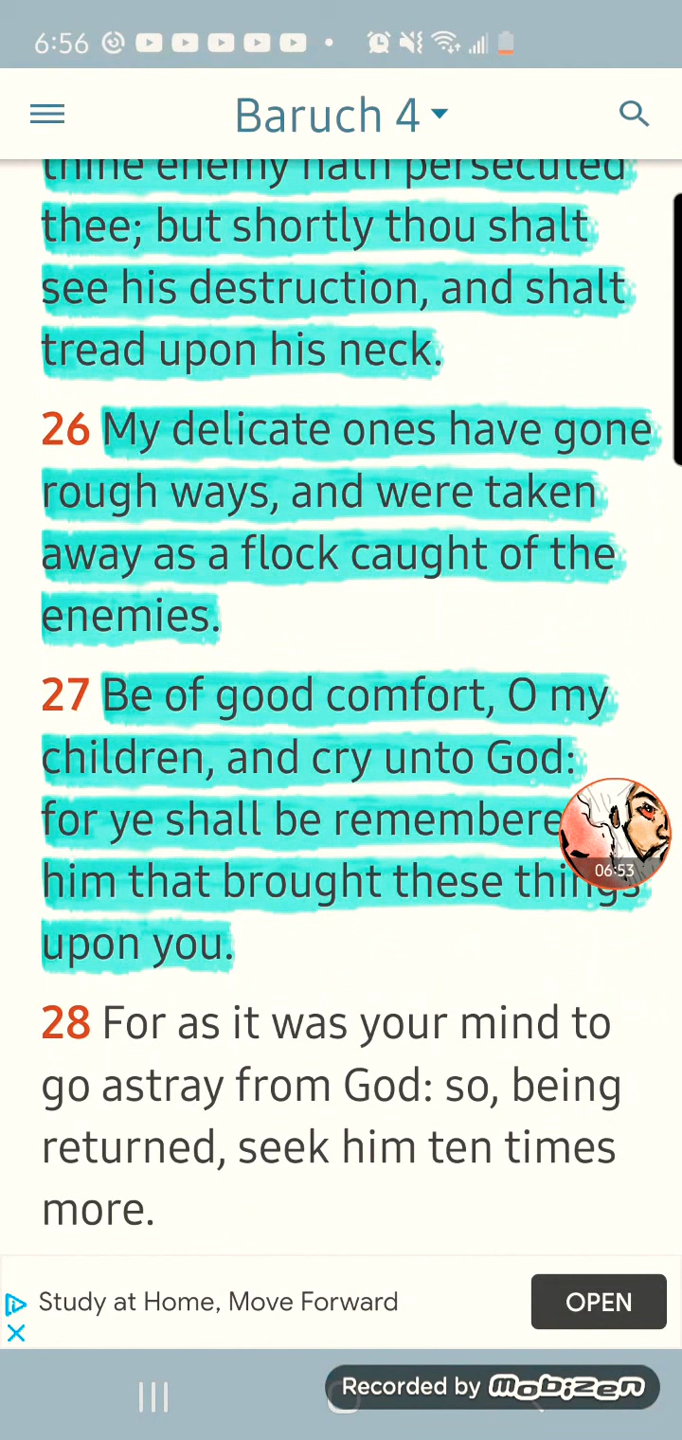 6:56
Baruch 4
thine enemy hath persecuted
thee; but shortly thou shalt
see his destruction, and shalt
tread upon his neck.
26 My delicate ones have gone
rough ways, and were taken
away as a flock caught of the
enemies.
27 Be of good comfort, O my
children, and cry unto God:
for ye shall be remembere
him that brought these things
upon you.
06:53
28 For as it was your mind to
go astray from God: so, being
returned, seek him ten times
more.
Study at Home, Move Forward
OPEN
Recorded by Mobizen